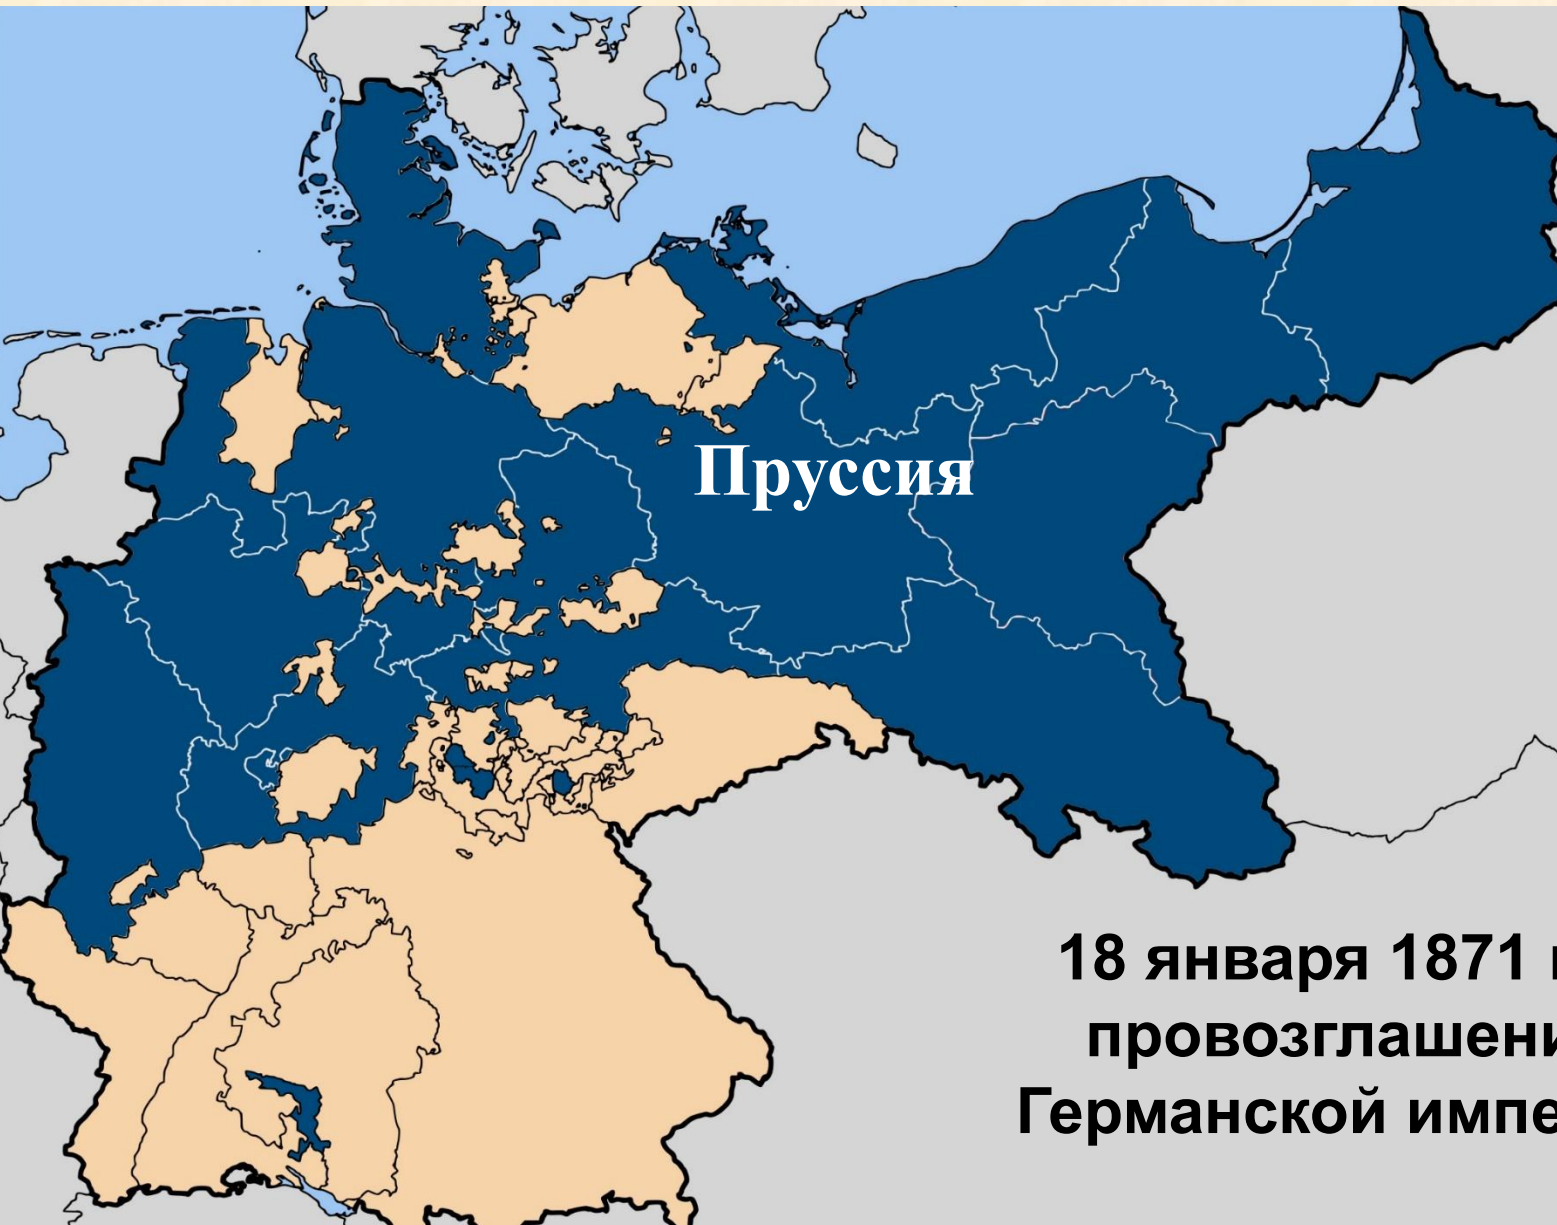 Пруссия
18 января 1871
провозглашени
Германской импе